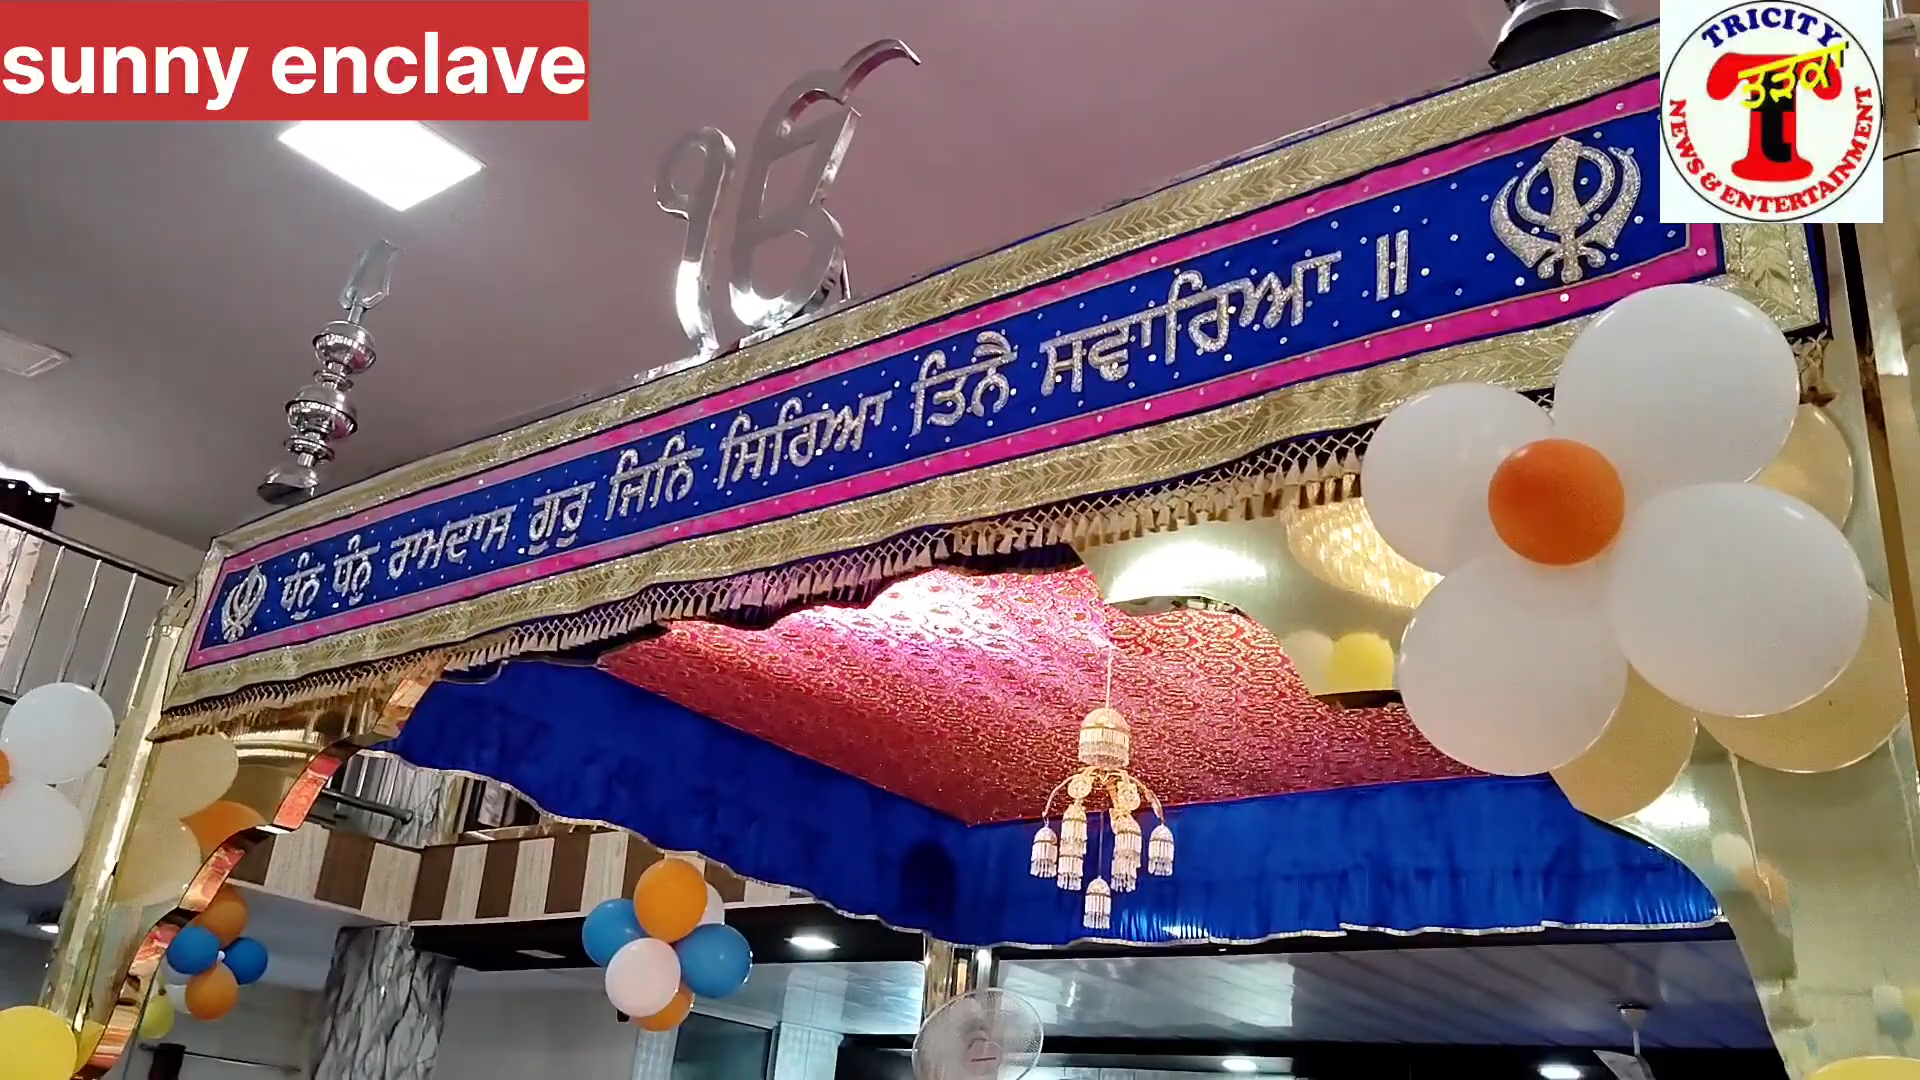 sunny enclave
TRICITY
ਤੜਕਾ
T
NEWS & ENTERTAINMENT
ੴ
ਧੰਨੁ ਧੰਨੁ ਰਾਮਦਾਸ ਗੁਰੁ ਜਿਨਿ ਸਿਰਿਆ ਤਿਨੈ ਸਵਾਰਿਆ ॥